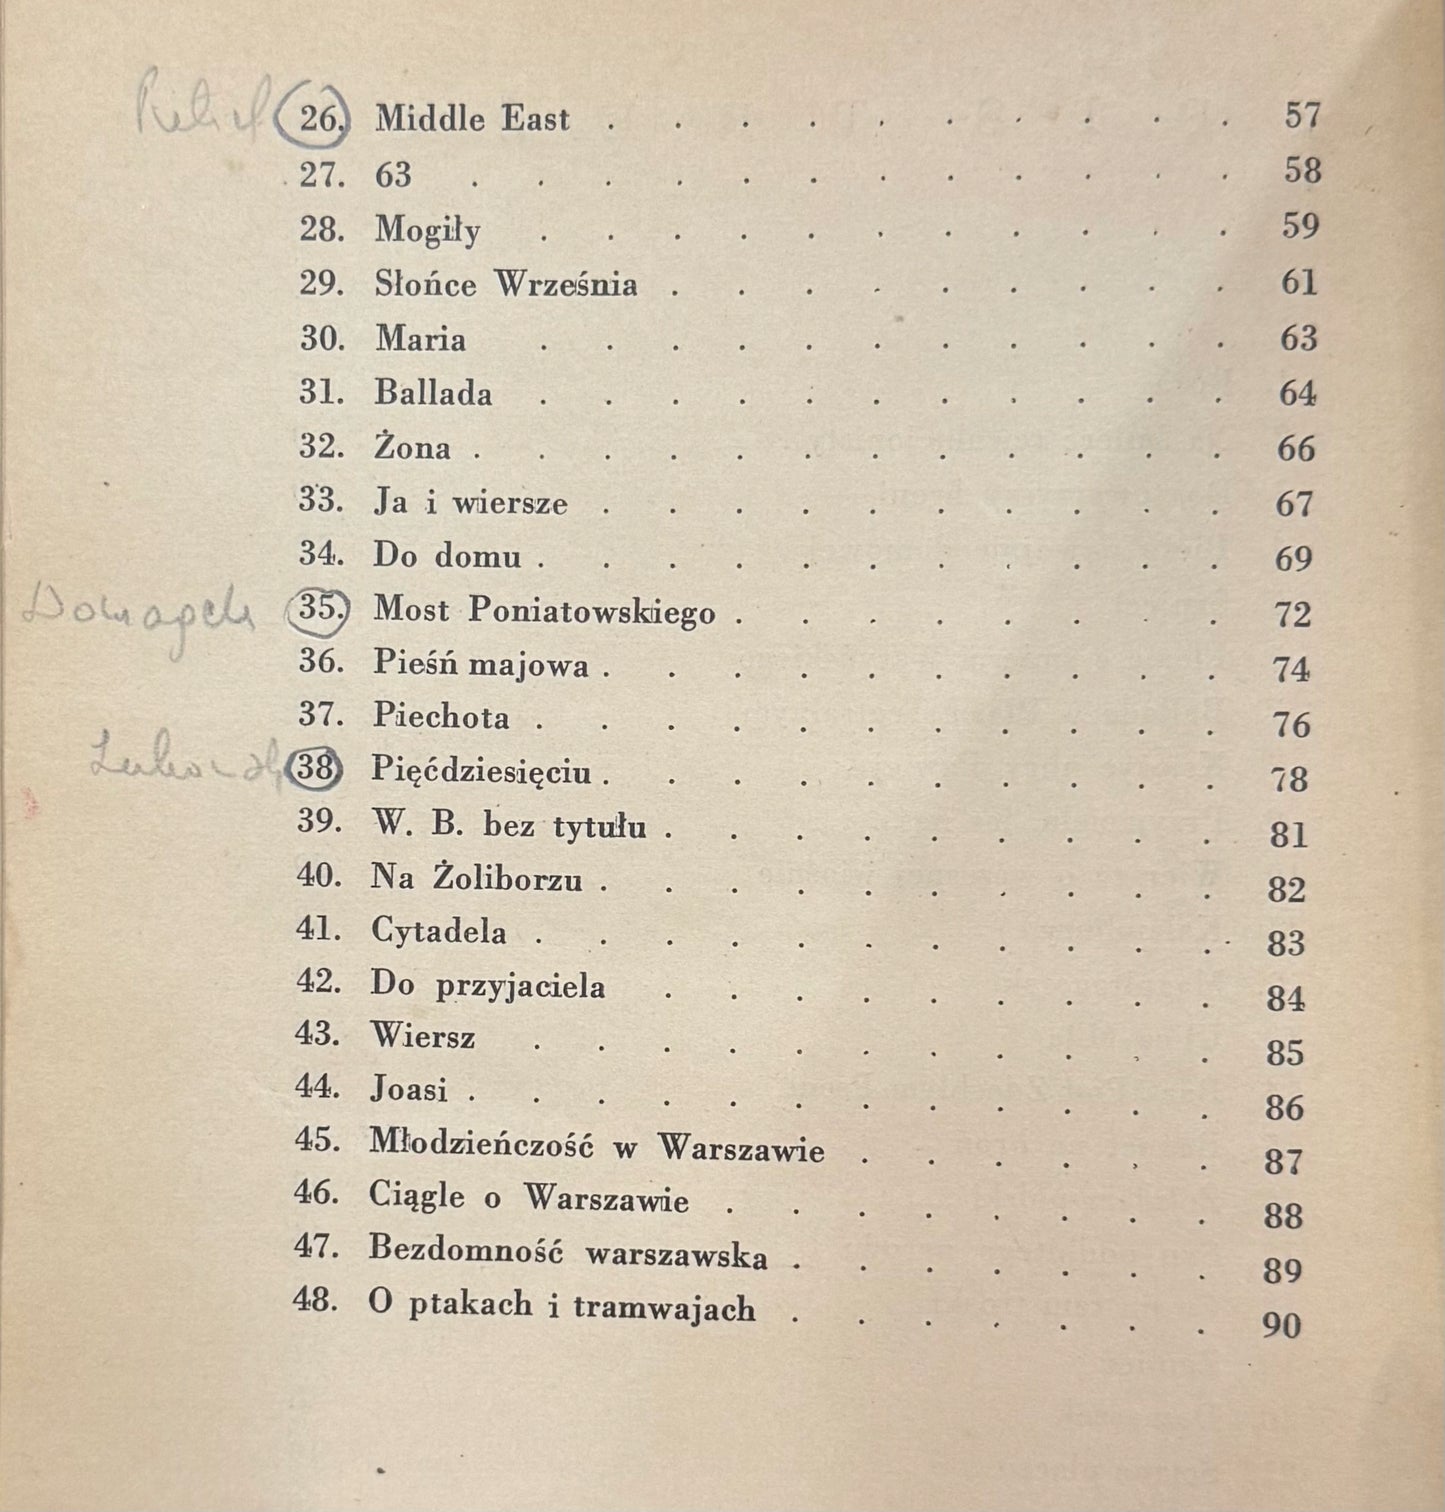 26. Middle East . . . . . . . . . . 57
27. 63 . . . . . . . . . . . . 58
28. Mogiły . . . . . . . . . . . 59
29. Słońce Września . . . . . . . . . 61
30. Maria . . . . . . . . . . . 63
31. Ballada . . . . . . . . . . . 64
32. Żona . . . . . . . . . . . . 66
33. Ja i wiersze . . . . . . . . . . 67
34. Do domu . . . . . . . . . . . 69
35. Most Poniatowskiego . . . . . . . . 72
36. Pieśń majowa . . . . . . . . . . 74
37. Piechota . . . . . . . . . . . 76
38 Pięćdziesięciu . . . . . . . . . . 78
39. W. B. bez tytułu . . . . . . . . . 81
40. Na Żoliborzu . . . . . . . . . . 82
41. Cytadela . . . . . . . . . . . 83
42. Do przyjaciela . . . . . . . . . 84
43. Wiersz . . . . . . . . . . . 85
44. Joasi . . . . . . . . . . . . 86
45. Młodzieńczość w Warszawie . . . . . . 87
46. Ciągle o Warszawie . . . . . . . . 88
47. Bezdomność warszawska . . . . . . . 89
48. O ptakach i tramwajach . . . . . . . 90